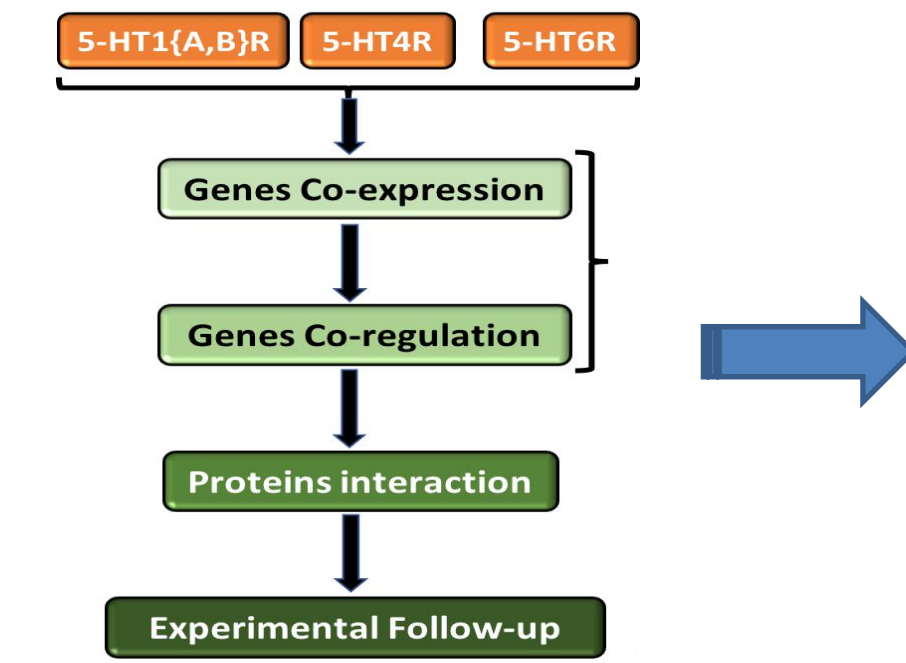 5-HT1{A,B}R 5-HT4R 5-HT6R
Genes Co-expression
Genes Co-regulation
Proteins interaction
Experimental Follow-up